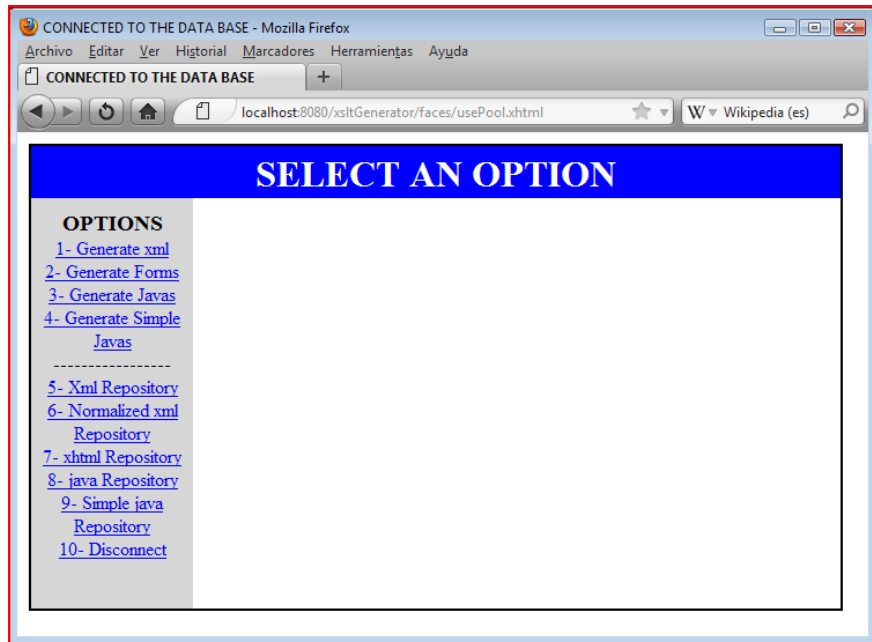 CONNECTED TO THE DATA BASE - Mozilla Firefox
Archivo Editar Ver Historial Marcadores Herramientas Ayuda
CONNECTED TO THE DATA BASE +
localhost:8080/xsltGenerator/faces/usePool.xhtml W Wikipedia (es)
SELECT AN OPTION
OPTIONS
1- Generate xml
2- Generate Forms
3- Generate Javas
4- Generate Simple
Javas
-----------------
5- Xml Repository
6- Normalized xml
Repository
7- xhtml Repository
8- java Repository
9- Simple java
Repository
10- Disconnect